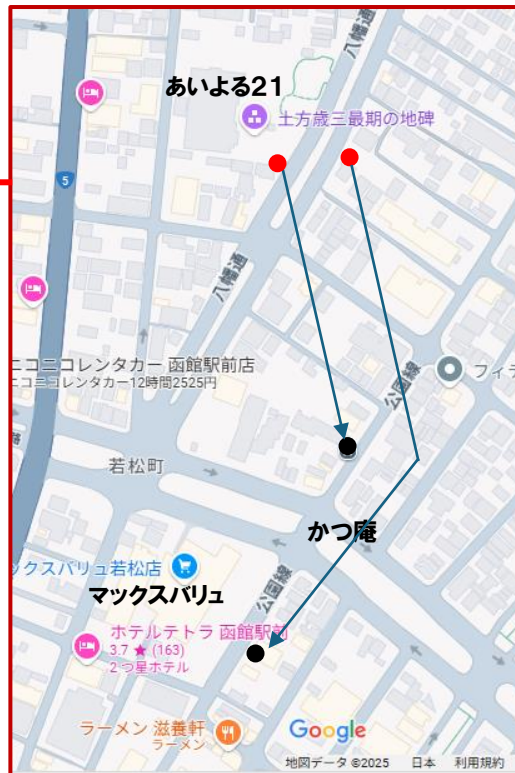 八幡通
あいよる21
土方歳三最期の地碑
5
八幡通
ニコニコレンタカー 函館駅前店
ニコニコレンタカー12時間2525円
公園線
フィテ
若松町
かつ庵
ックスバリュ若松店
マックスバリュ
公園線
ホテルテトラ 函館駅前
3.7 ★ (163)
2 つ星ホテル
ラーメン 滋養軒
ラーメン
Google
地図データ ©2025 日本 利用規約